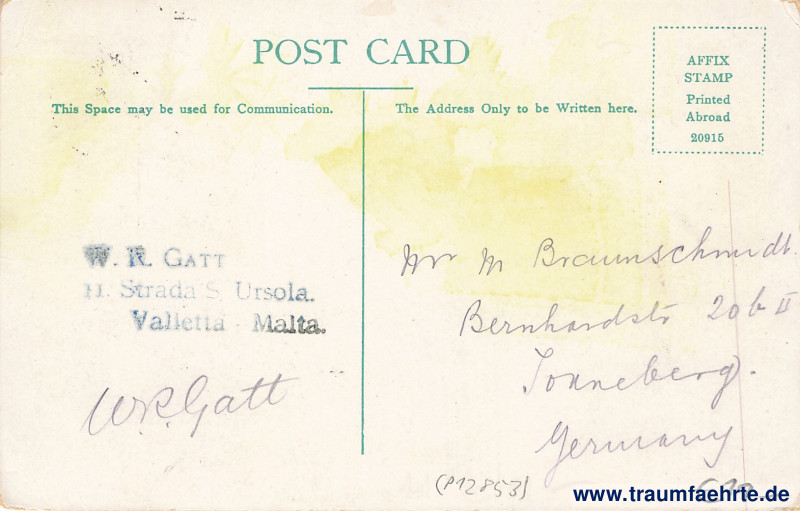 POST CARD
This Space may be used for Communication.
The Address Only to be Written here.
AFFIX
STAMP
Printed
Abroad
20915
W. R. GATT
11. Strada S. Ursola.
Valletta - Malta.
W.R. Gatt
Mr M Braunschmidt.
Bernhardstr 20b II
Sonneberg.
Germany
(P12853)
www.traumfaehrte.de